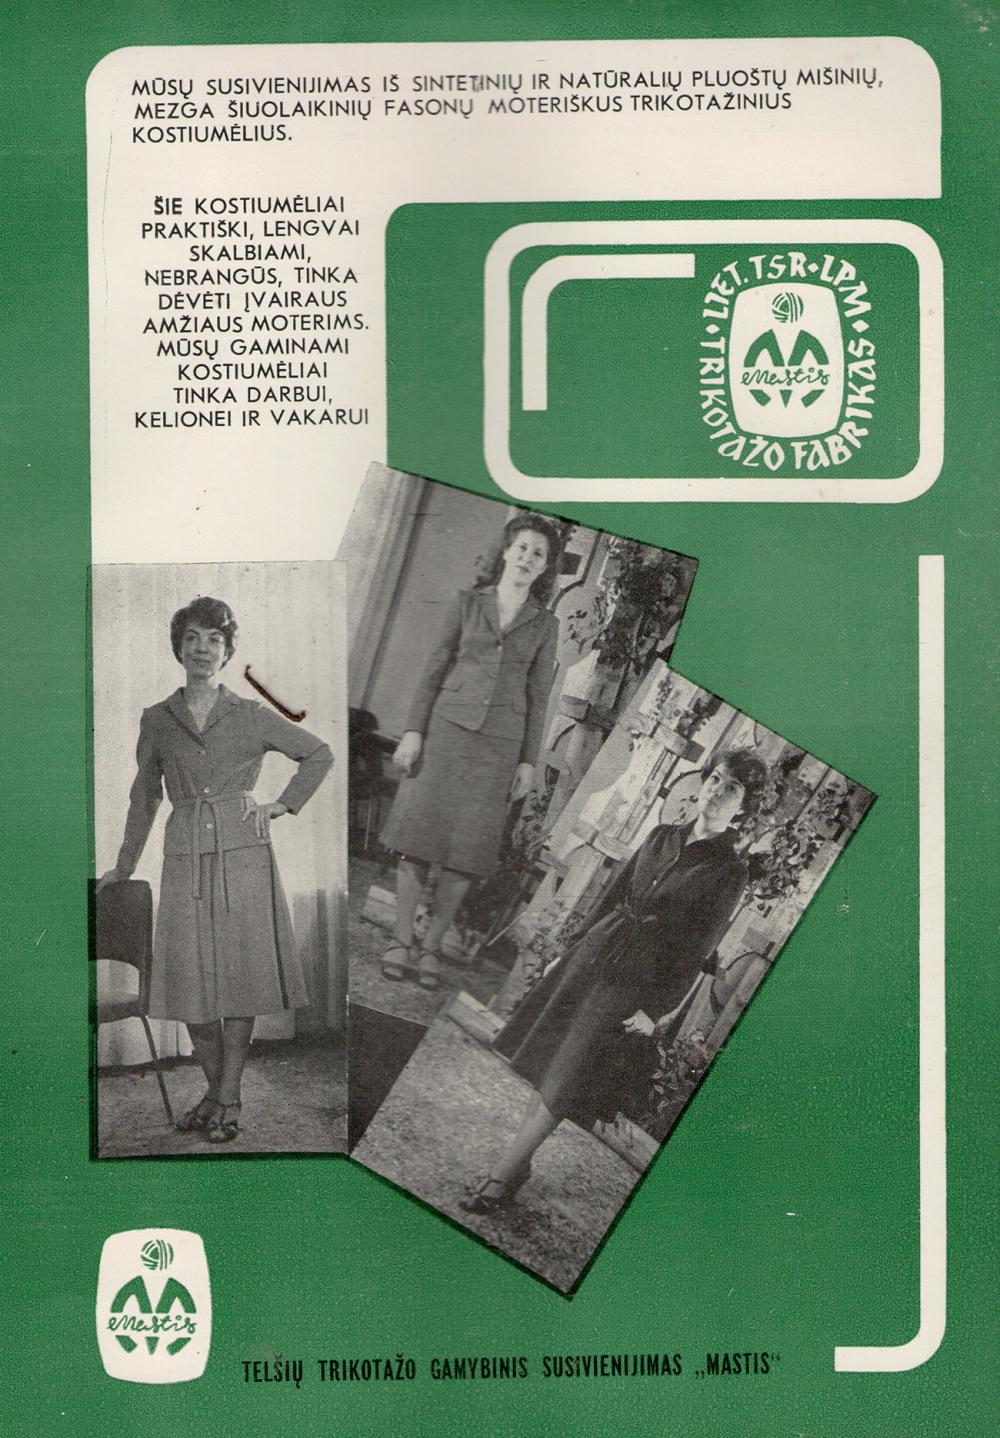 MŪSŲ SUSIVIENIJIMAS IŠ SINTETINIŲ IR NATŪRALIŲ PLUOŠTŲ MIŠINIŲ,
MEZGA ŠIUOLAIKINIŲ FASONŲ MOTERIŠKUS TRIKOTAŽINIUS
KOSTIUMĖLIUS.
ŠIE KOSTIUMĖLIAI
PRAKTIŠKI, LENGVAI
SKALBIAMI,
NEBRANGŪS, TINKA
DĖVĖTI ĮVAIRAUS
AMŽIAUS MOTERIMS.
MŪSŲ GAMINAMI
KOSTIUMĖLIAI
TINKA DARBUI,
KELIONEI IR VAKARUI
LIET. TSR • LPM • TRIKOTAŽO FABRIKAS •
Mastis
Mastis
TELŠIŲ TRIKOTAŽO GAMYBINIS SUSIVIENIJIMAS „MASTIS“